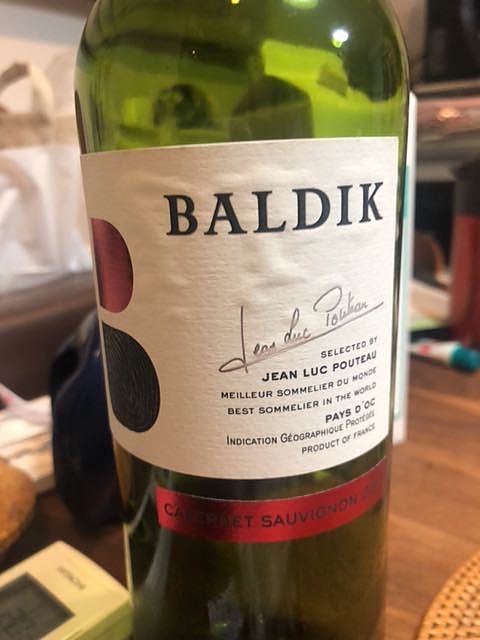 BALDIK
Jean Luc Pouteau
SELECTED BY
JEAN LUC POUTEAU
MEILLEUR SOMMELIER DU MONDE
BEST SOMMELIER IN THE WORLD
PAYS D'OC
INDICATION GÉOGRAPHIQUE PROTÉGÉE
PRODUCT OF FRANCE
CABERNET SAUVIGNON
HITACHI